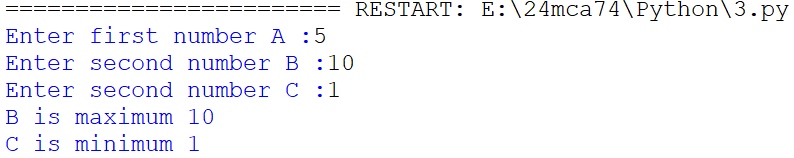 ========================= RESTART: E:\24mca74\Python\3.py
Enter first number A :5
Enter second number B :10
Enter second number C :1
B is maximum 10
C is minimum 1